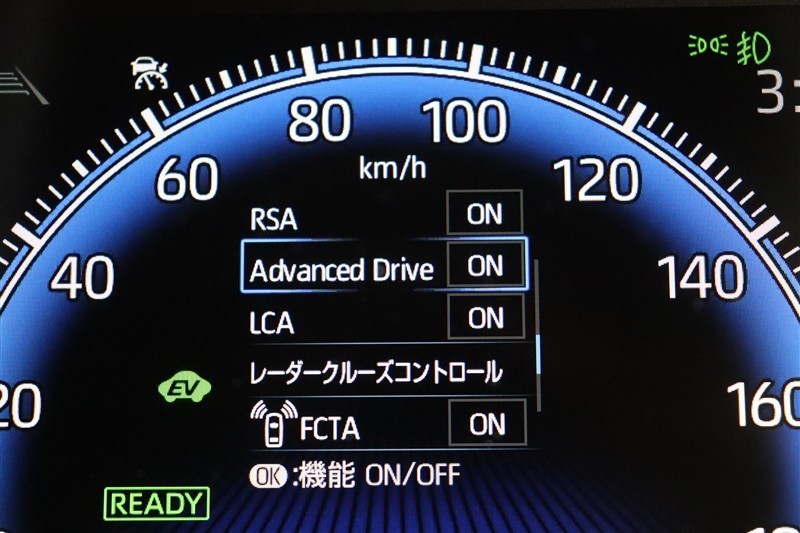 80 100
3:
km/h
60 120
RSA ON
Advanced Drive ON
40 140
LCA ON
レーダークルーズコントロール
EV
20 160
FCTA ON
OK:機能 ON/OFF
READY